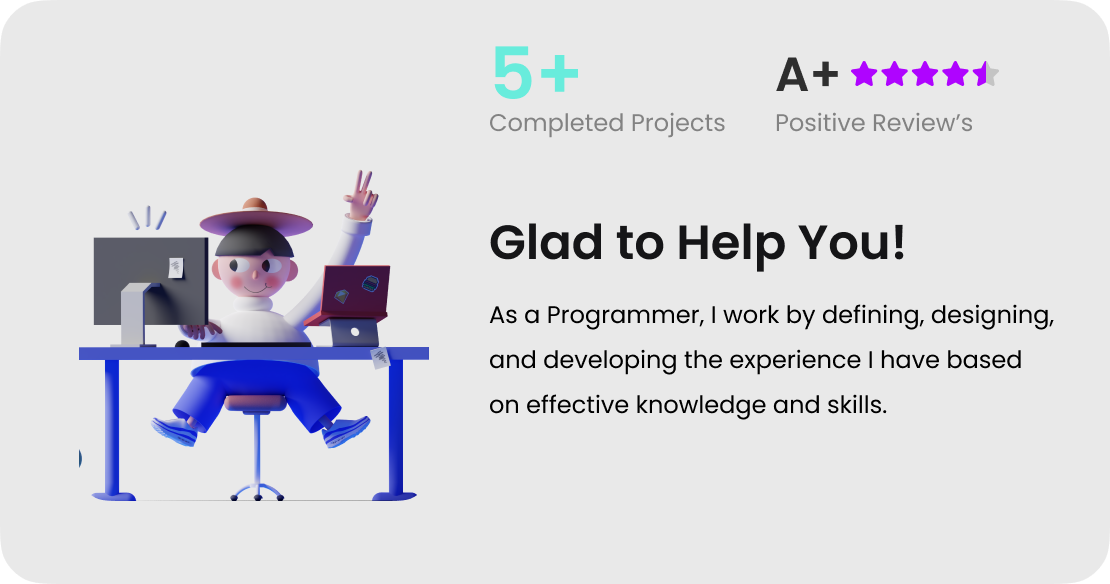 5+
Completed Projects
A+
Positive Review’s
Glad to Help You!
As a Programmer, I work by defining, designing,
and developing the experience I have based
on effective knowledge and skills.